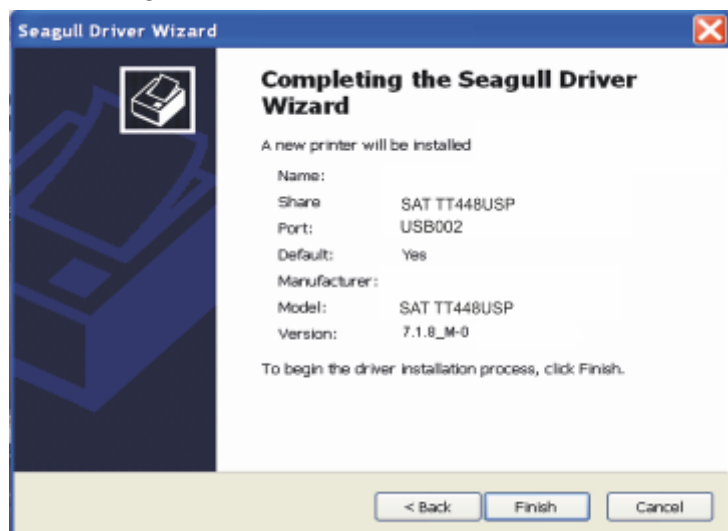 Seagull Driver Wizard
Completing the Seagull Driver
Wizard
A new printer will be installed
Name:
Share SAT TT448USP
Port: USB002
Default: Yes
Manufacturer:
Model: SAT TT448USP
Version: 7.1.8_M-0
To begin the driver installation process, click Finish.
< Back Finish Cancel